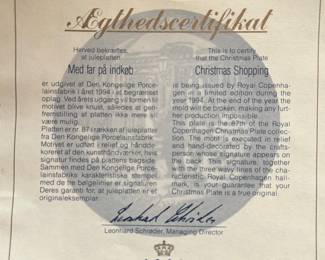 Ægthedscertifikat
Herved bekræftes,
at juleplatten
Med far på indkøb
er udgivet af Den Kongelige Porce-
lainsfabrik i året 1994 i et begrænset
oplag. Ved årets udgang vil formen til
motivet blive knust, således at gen-
fremstilling af platten ikke mere vil
være mulig.
Platten er nr. 87 i rækken af juleplatter
fra Den Kongelige Porcelainsfabrik.
Motivet er udført i relief og hånddeko-
reret af den kunsthåndværker, hvis
signatur findes på plattens bagside.
Sammen med Den Kongelige Por-
celainsfabriks karakteristiske stempel
med de tre bølgelinier er signaturen
Deres garanti for, at juleplatten er et
originaleksemplar.
This is to certify
that the Christmas Plate
Christmas Shopping
is being issued by Royal Copenha-
gen in a limited edition during the
year 1994. At the end of the year the
mold will be broken, making any fur-
ther production impossible.
This plate is the 87th of the Royal
Copenhagen Christmas Plate collec-
tion. The motif is executed in relief
and hand-decorated by the crafts-
person whose signature appears on
the back. This signature, together
with the three wavy lines of the cha-
racteristic Royal Copenhagen hall-
mark, is your guarantee that your
Christmas Plate is a true original.
Leonhard Schrøder
Leonhard Schrøder, Managing Director